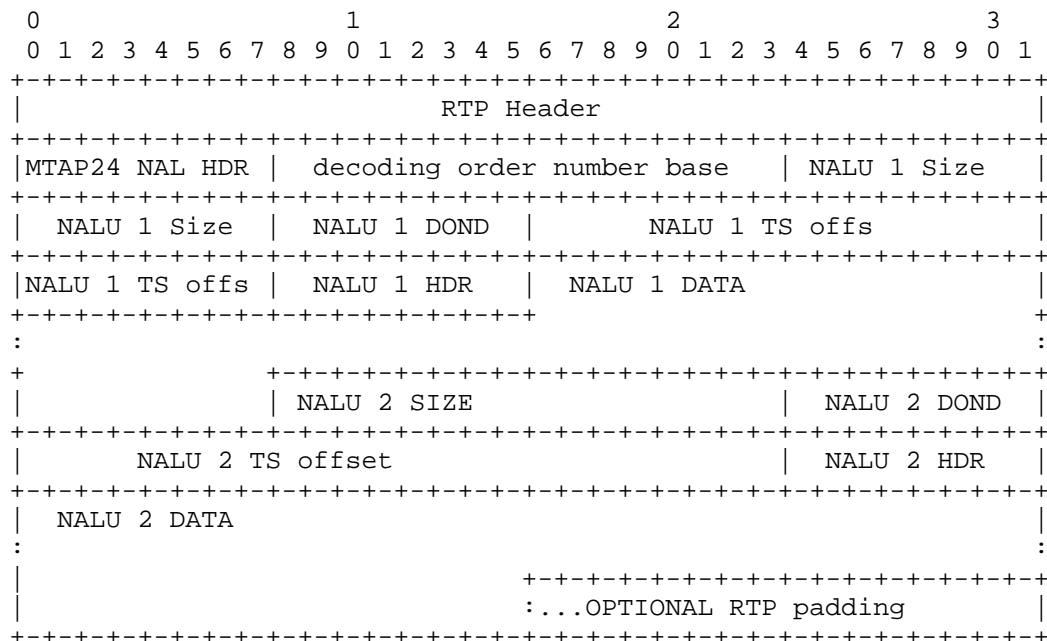 0                   1                   2                   3
0 1 2 3 4 5 6 7 8 9 0 1 2 3 4 5 6 7 8 9 0 1 2 3 4 5 6 7 8 9 0 1
+-+-+-+-+-+-+-+-+-+-+-+-+-+-+-+-+-+-+-+-+-+-+-+-+-+-+-+-+-+-+-+-+
|                          RTP Header                           |
+-+-+-+-+-+-+-+-+-+-+-+-+-+-+-+-+-+-+-+-+-+-+-+-+-+-+-+-+-+-+-+-+
|MTAP24 NAL HDR |  decoding order number base   | NALU 1 Size   |
+-+-+-+-+-+-+-+-+-+-+-+-+-+-+-+-+-+-+-+-+-+-+-+-+-+-+-+-+-+-+-+-+
|  NALU 1 Size  |  NALU 1 DOND  |       NALU 1 TS offs          |
+-+-+-+-+-+-+-+-+-+-+-+-+-+-+-+-+-+-+-+-+-+-+-+-+-+-+-+-+-+-+-+-+
|NALU 1 TS offs |  NALU 1 HDR   |  NALU 1 DATA                  |
+-+-+-+-+-+-+-+-+-+-+-+-+-+-+-+-+                               +
:                                                               :
+               +-+-+-+-+-+-+-+-+-+-+-+-+-+-+-+-+-+-+-+-+-+-+-+-+
|               | NALU 2 SIZE                   |  NALU 2 DOND  |
+-+-+-+-+-+-+-+-+-+-+-+-+-+-+-+-+-+-+-+-+-+-+-+-+-+-+-+-+-+-+-+-+
|       NALU 2 TS offset                        |  NALU 2 HDR   |
+-+-+-+-+-+-+-+-+-+-+-+-+-+-+-+-+-+-+-+-+-+-+-+-+-+-+-+-+-+-+-+-+
|  NALU 2 DATA                                                  |
:                                                               :
|                               +-+-+-+-+-+-+-+-+-+-+-+-+-+-+-+-+
|                               :...OPTIONAL RTP padding        |
+-+-+-+-+-+-+-+-+-+-+-+-+-+-+-+-+-+-+-+-+-+-+-+-+-+-+-+-+-+-+-+-+